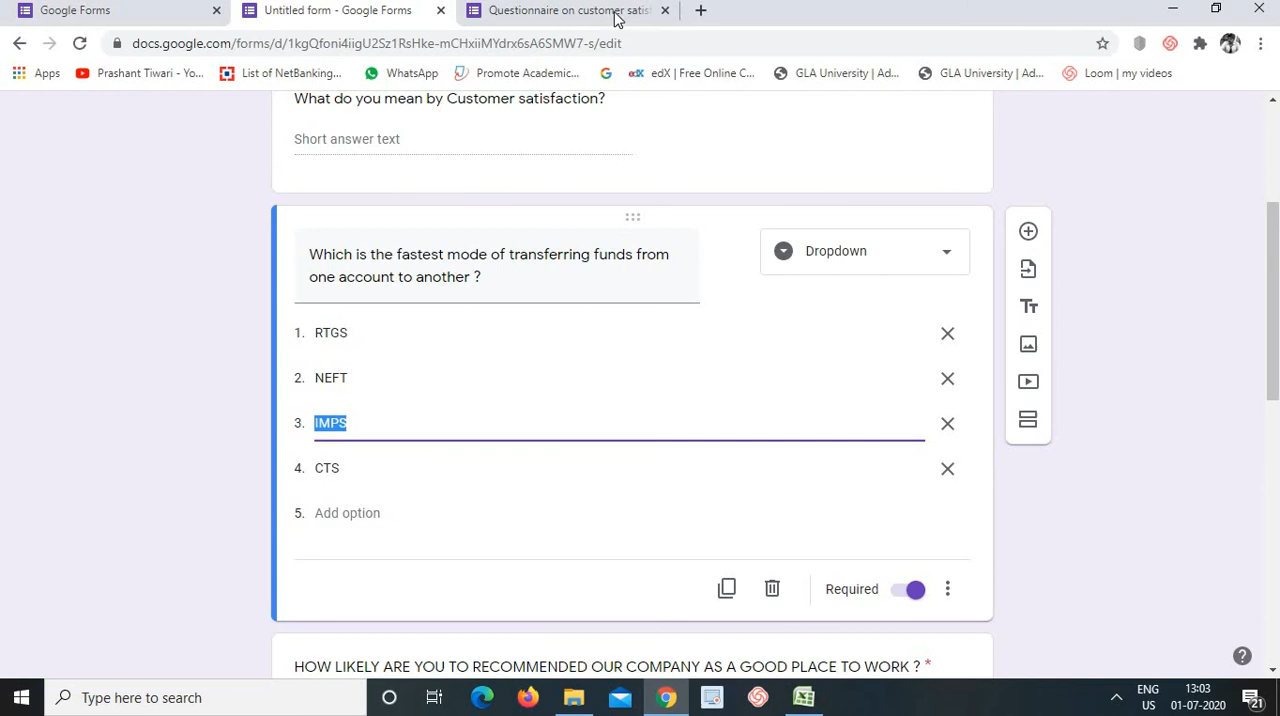 Google Forms
Untitled form - Google Forms
Questionnaire on customer satis
docs.google.com/forms/d/1kgQfoni4iigU2Sz1RsHke-mCHxiiMYdrx6sA6SMW7-s/edit
Apps
Prashant Tiwari - Yo...
List of NetBanking...
WhatsApp
Promote Academic...
G
edX
edX | Free Online C...
GLA University | Ad...
GLA University | Ad...
Loom | my videos
What do you mean by Customer satisfaction?
Short answer text
Which is the fastest mode of transferring funds from
one account to another ?
Dropdown
1. RTGS
2. NEFT
3. IMPS
4. CTS
5. Add option
Tт
Required
HOW LIKELY ARE YOU TO RECOMMENDED OUR COMPANY AS A GOOD PLACE TO WORK ? *
Type here to search
ENG
US
13:03
01-07-2020
21